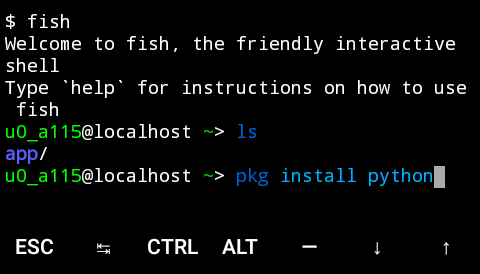 $ fish
Welcome to fish, the friendly interactive
shell
Type `help` for instructions on how to use
 fish
u0_a115@localhost ~> ls
app/
u0_a115@localhost ~> pkg install python
ESC ↹ CTRL ALT — ↓ ↑